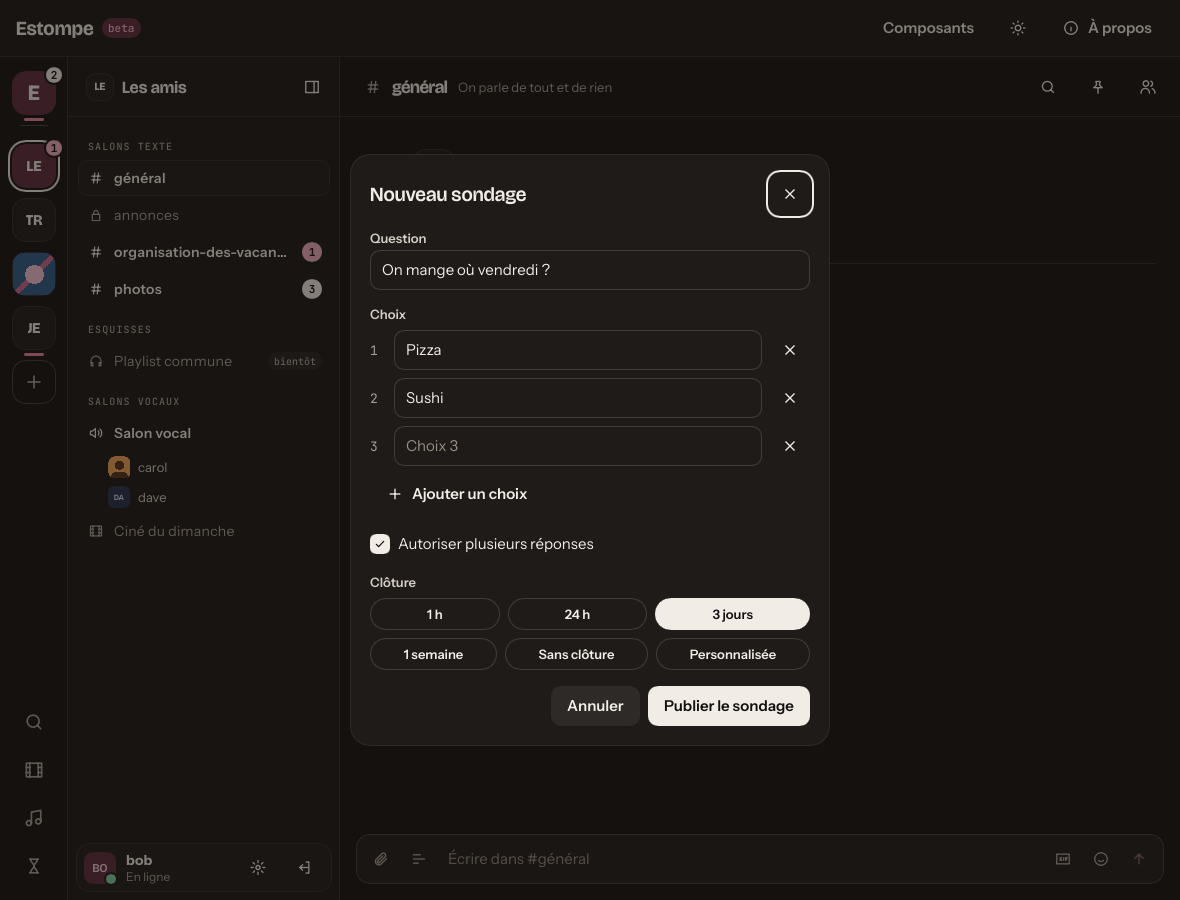 Estompe beta
Composants
À propos
E 2
LE 1
TR
JE
LE Les amis
SALONS TEXTE
# général
annonces
# organisation-des-vacan... 1
# photos 3
ESQUISSES
Playlist commune bientôt
SALONS VOCAUX
Salon vocal
carol
DA dave
Ciné du dimanche
BO bob
En ligne
# général On parle de tout et de rien
Nouveau sondage
Question
On mange où vendredi ?
Choix
1 Pizza
2 Sushi
3 Choix 3
+ Ajouter un choix
Autoriser plusieurs réponses
Clôture
1 h 24 h 3 jours
1 semaine Sans clôture Personnalisée
Annuler Publier le sondage
Écrire dans #général GIF